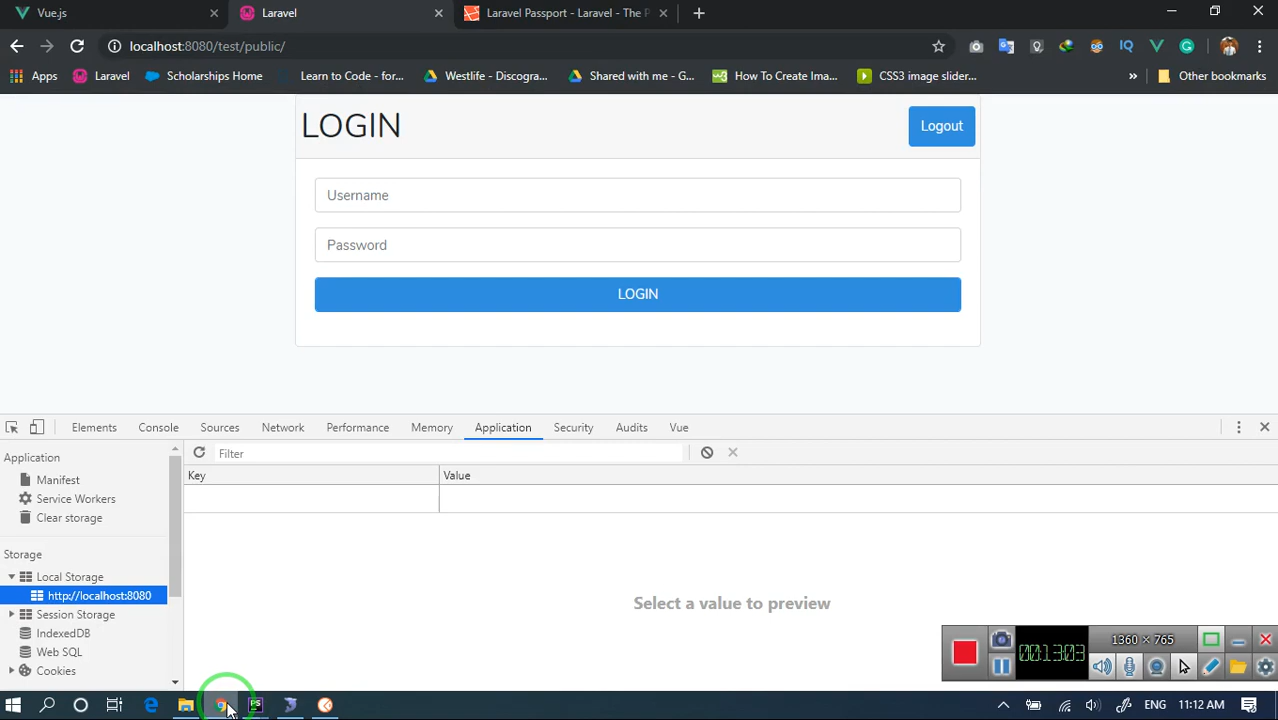 Vue.js
Laravel
Laravel Passport - Laravel - The P
localhost:8080/test/public/
Apps
Laravel
Scholarships Home
Learn to Code - for...
Westlife - Discogra...
Shared with me - G...
How To Create Ima...
CSS3 image slider...
Other bookmarks
LOGIN
Logout
Username
Password
LOGIN
Elements
Console
Sources
Network
Performance
Memory
Application
Security
Audits
Vue
Application
Manifest
Service Workers
Clear storage
Storage
Local Storage
http://localhost:8080
Session Storage
IndexedDB
Web SQL
Cookies
Filter
Key
Value
Select a value to preview
1360 × 765
00:13:03
ENG
11:12 AM